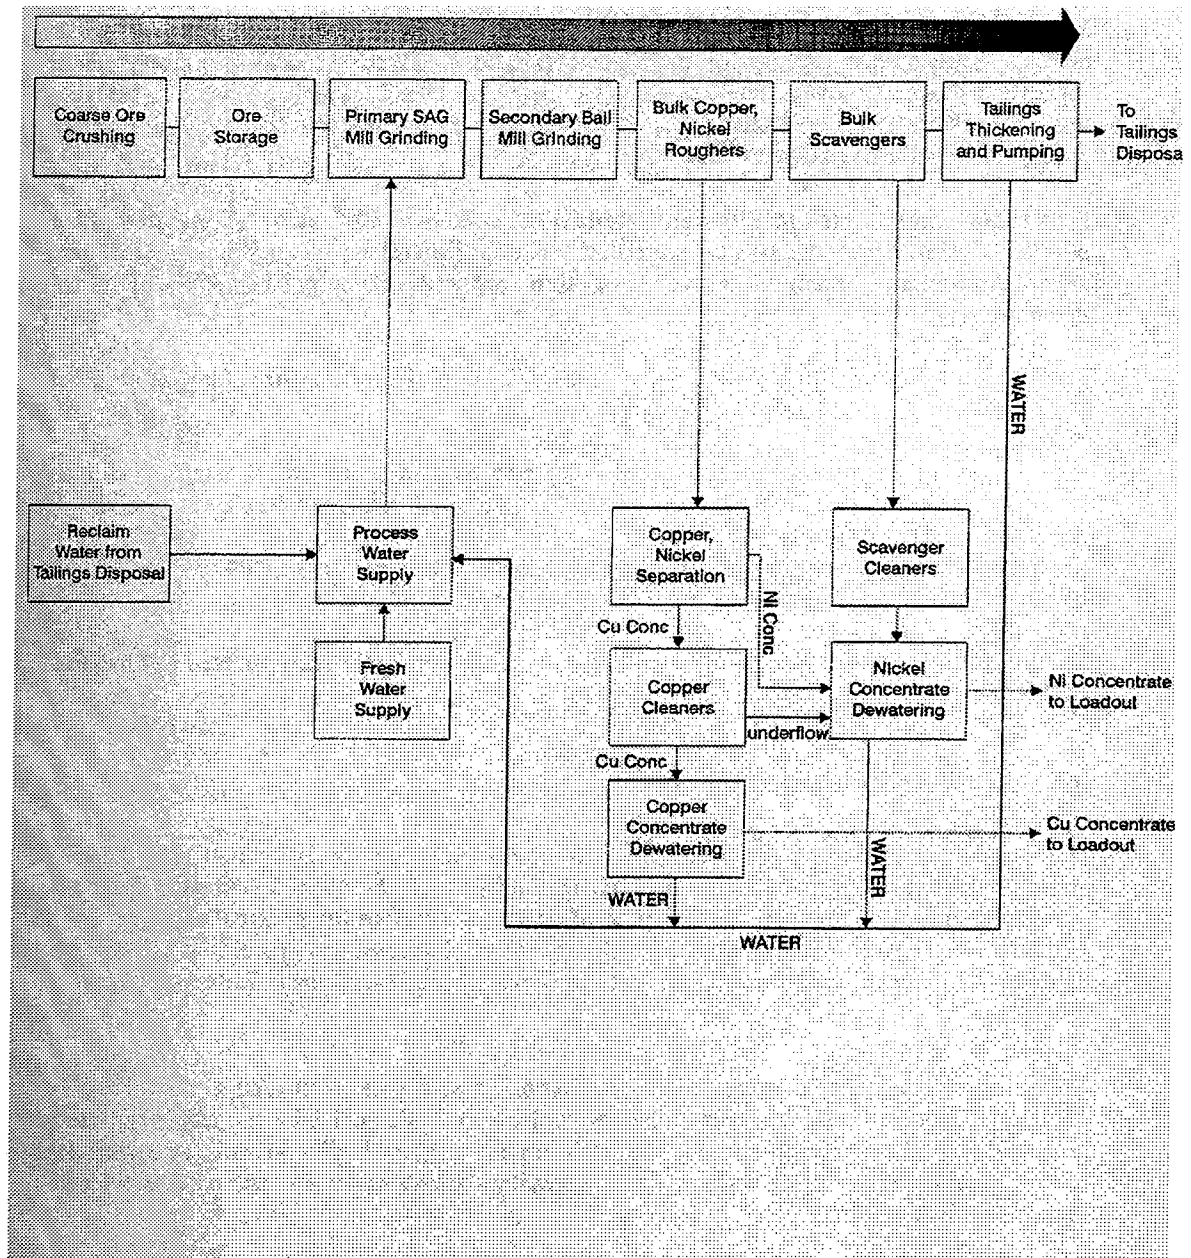 Coarse Ore
Crushing
Ore
Storage
Primary SAG
Mill Grinding
Secondary Ball
Mill Grinding
Bulk Copper,
Nickel
Roughers
Bulk
Scavengers
Tailings
Thickening
and Pumping
To
Tailings
Disposa
WATER
Reclaim
Water from
Tailings Disposal
Process
Water
Supply
Copper,
Nickel
Separation
Scavenger
Cleaners
Ni Conc
Cu Conc
Fresh
Water
Supply
Copper
Cleaners
Nickel
Concentrate
Dewatering
Ni Concentrate
to Loadout
underflow
Cu Conc
Copper
Concentrate
Dewatering
Cu Concentrate
to Loadout
WATER
WATER
WATER